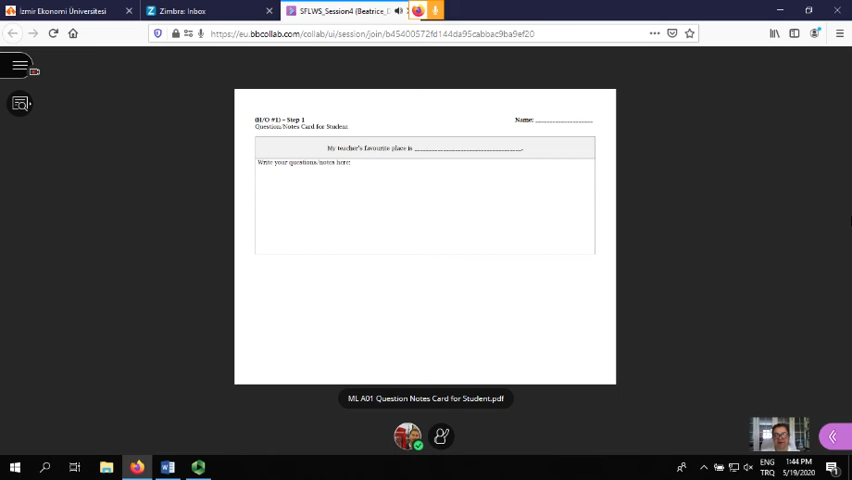 İzmir Ekonomi Üniversitesi
Zimbra: Inbox
SFLWS_Session4 (Beatrice_
https://eu.bbcollab.com/collab/ui/session/join/b45400572fd144da95cabbac9ba9ef20
(H/O #1) – Step 1
Name: ____________________
Question/Notes Card for Student
My teacher's favourite place is ______________________________.
Write your questions/notes here:
ML A01 Question Notes Card for Student.pdf
ENG
TRQ
1:44 PM
5/19/2020